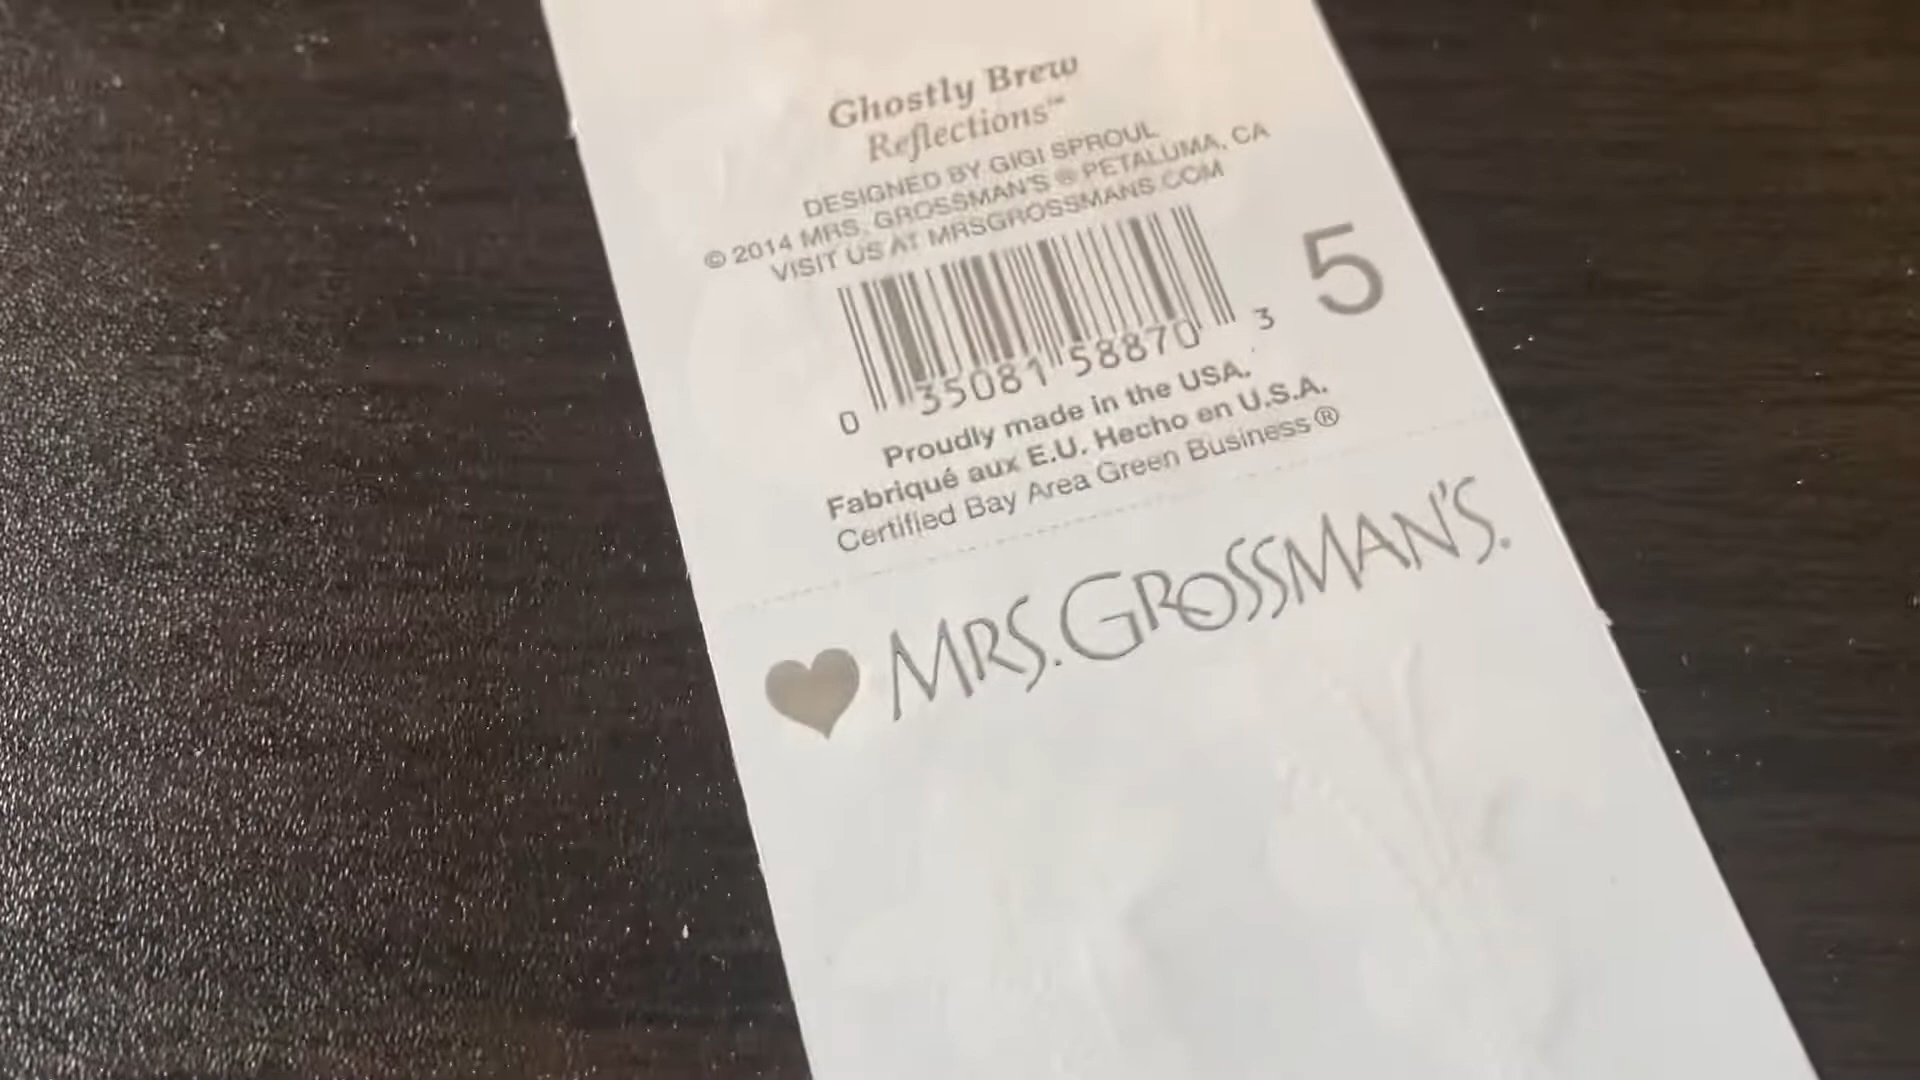 Ghostly Brew
Reflections™
DESIGNED BY GIGI SPROUL
© 2014 MRS. GROSSMAN'S ® PETALUMA, CA
VISIT US AT MRSGROSSMANS.COM
0 35081 58870 3
5
Proudly made in the USA.
Fabriqué aux E.U. Hecho en U.S.A.
Certified Bay Area Green Business®
MRS. GROSSMAN'S.